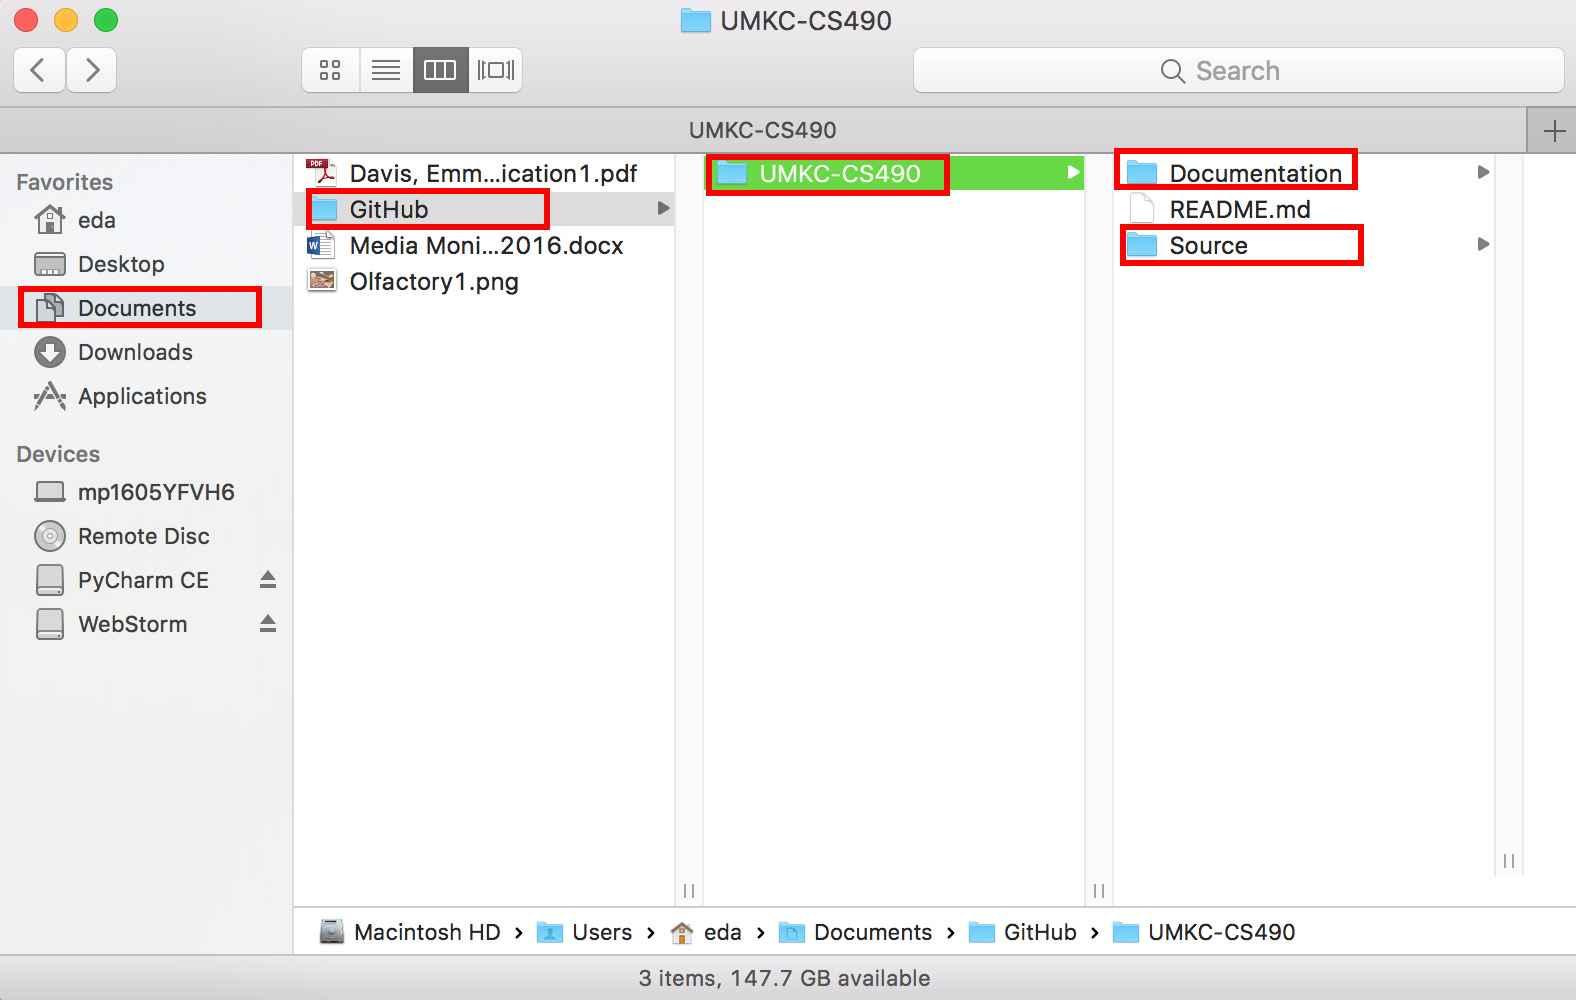 UMKC-CS490
Search
UMKC-CS490
Favorites
eda
Desktop
Documents
Downloads
Applications
Devices
mp1605YFVH6
Remote Disc
PyCharm CE
WebStorm
PDF
Davis, Emm...ication1.pdf
GitHub
W
Media Moni...2016.docx
Olfactory1.png
UMKC-CS490
Documentation
README.md
Source
Macintosh HD › Users › eda › Documents › GitHub › UMKC-CS490
3 items, 147.7 GB available